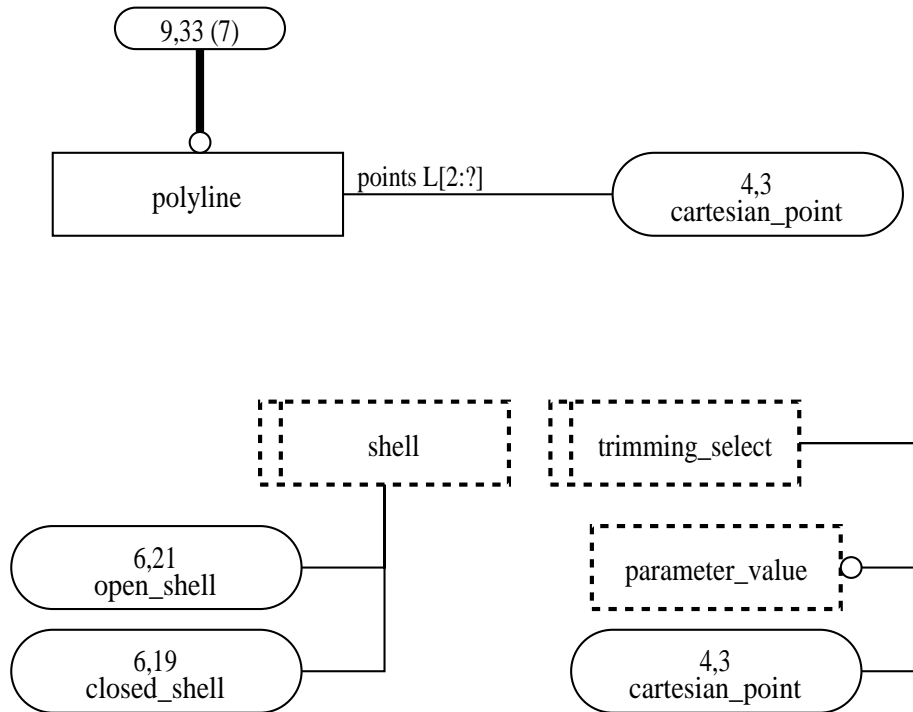 9,33 (7)
polyline
points L[2:?]
4,3
cartesian_point
shell
trimming_select
6,21
open_shell
parameter_value
6,19
closed_shell
4,3
cartesian_point